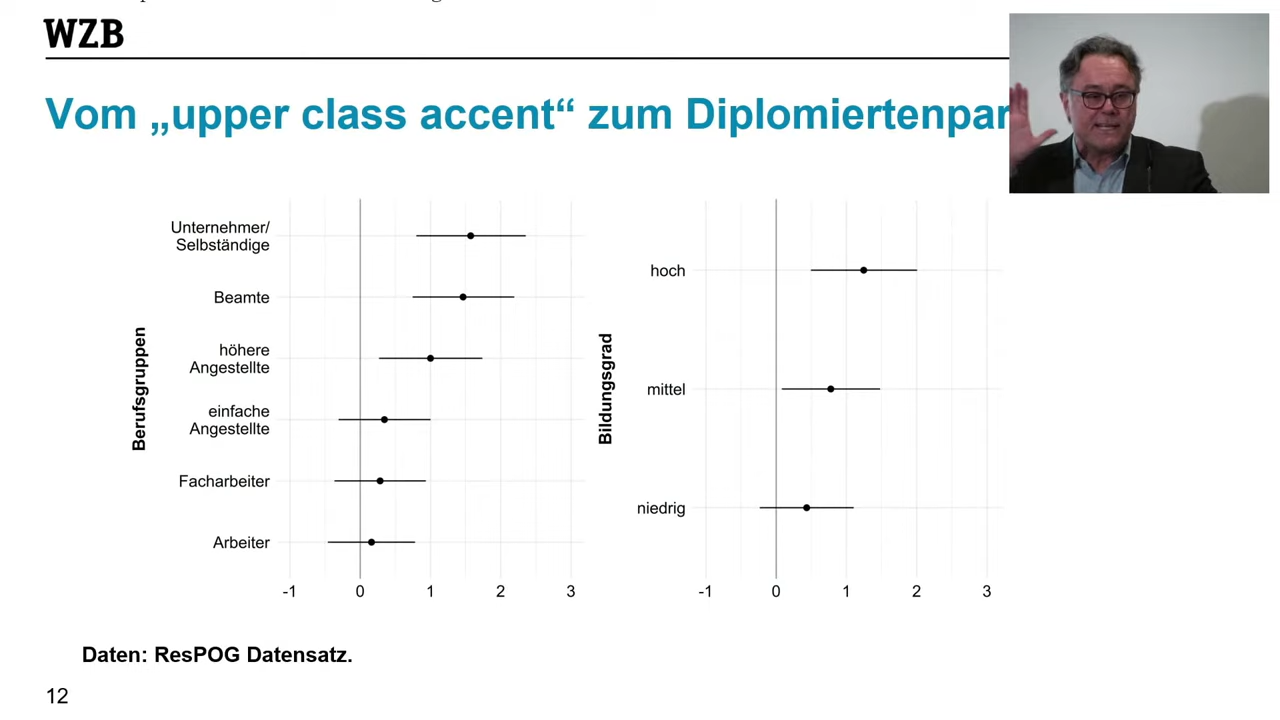 WZB
Vom „upper class accent“ zum Diplomiertenpar
Berufsgruppen
Unternehmer/
Selbständige
Beamte
höhere
Angestellte
einfache
Angestellte
Facharbeiter
Arbeiter
-1 0 1 2 3
Bildungsgrad
hoch
mittel
niedrig
-1 0 1 2 3
Daten: ResPOG Datensatz.
12